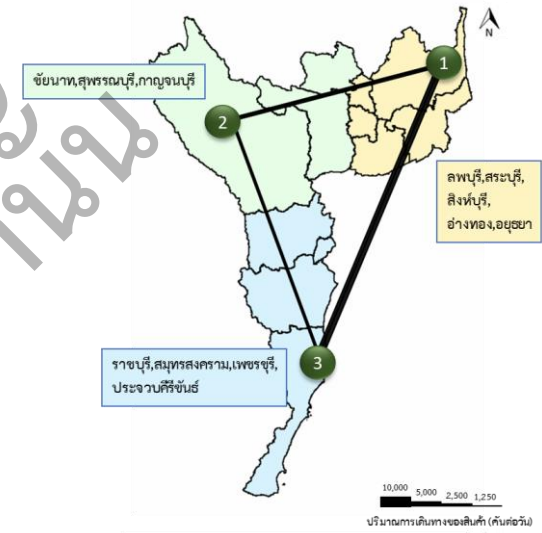 N
1
ชัยนาท,สุพรรณบุรี,กาญจนบุรี
2
ลพบุรี,สระบุรี,
สิงห์บุรี,
อ่างทอง,อยุธยา
3
ราชบุรี,สมุทรสงคราม,เพชรบุรี,
ประจวบคีรีขันธ์
10,000 5,000 2,500 1,250
ปริมาณการเดินทางของสินค้า (คันต่อวัน)